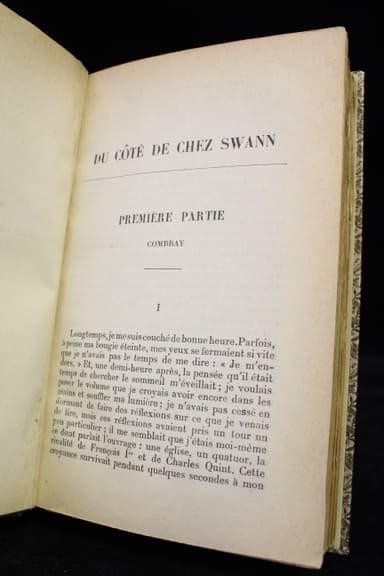 DU CÔTÉ DE CHEZ SWANN
PREMIÈRE PARTIE
COMBRAY
I
Longtemps, je me suis couché de bonne heure. Parfois,
à peine ma bougie éteinte, mes yeux se fermaient si vite
que je n'avais pas le temps de me dire : « Je m'en-
dors. » Et, une demi-heure après, la pensée qu'il était
temps de chercher le sommeil m'éveillait ; je voulais
poser le volume que je croyais avoir encore dans les
mains et souffler ma lumière ; je n'avais pas cessé en
dormant de faire des réflexions sur ce que je venais
de lire, mais ces réflexions avaient pris un tour un
peu particulier ; il me semblait que j'étais moi-même
ce dont parlait l'ouvrage : une église, un quatuor, la
rivalité de François Ier et de Charles Quint. Cette
croyance survivait pendant quelques secondes à mon